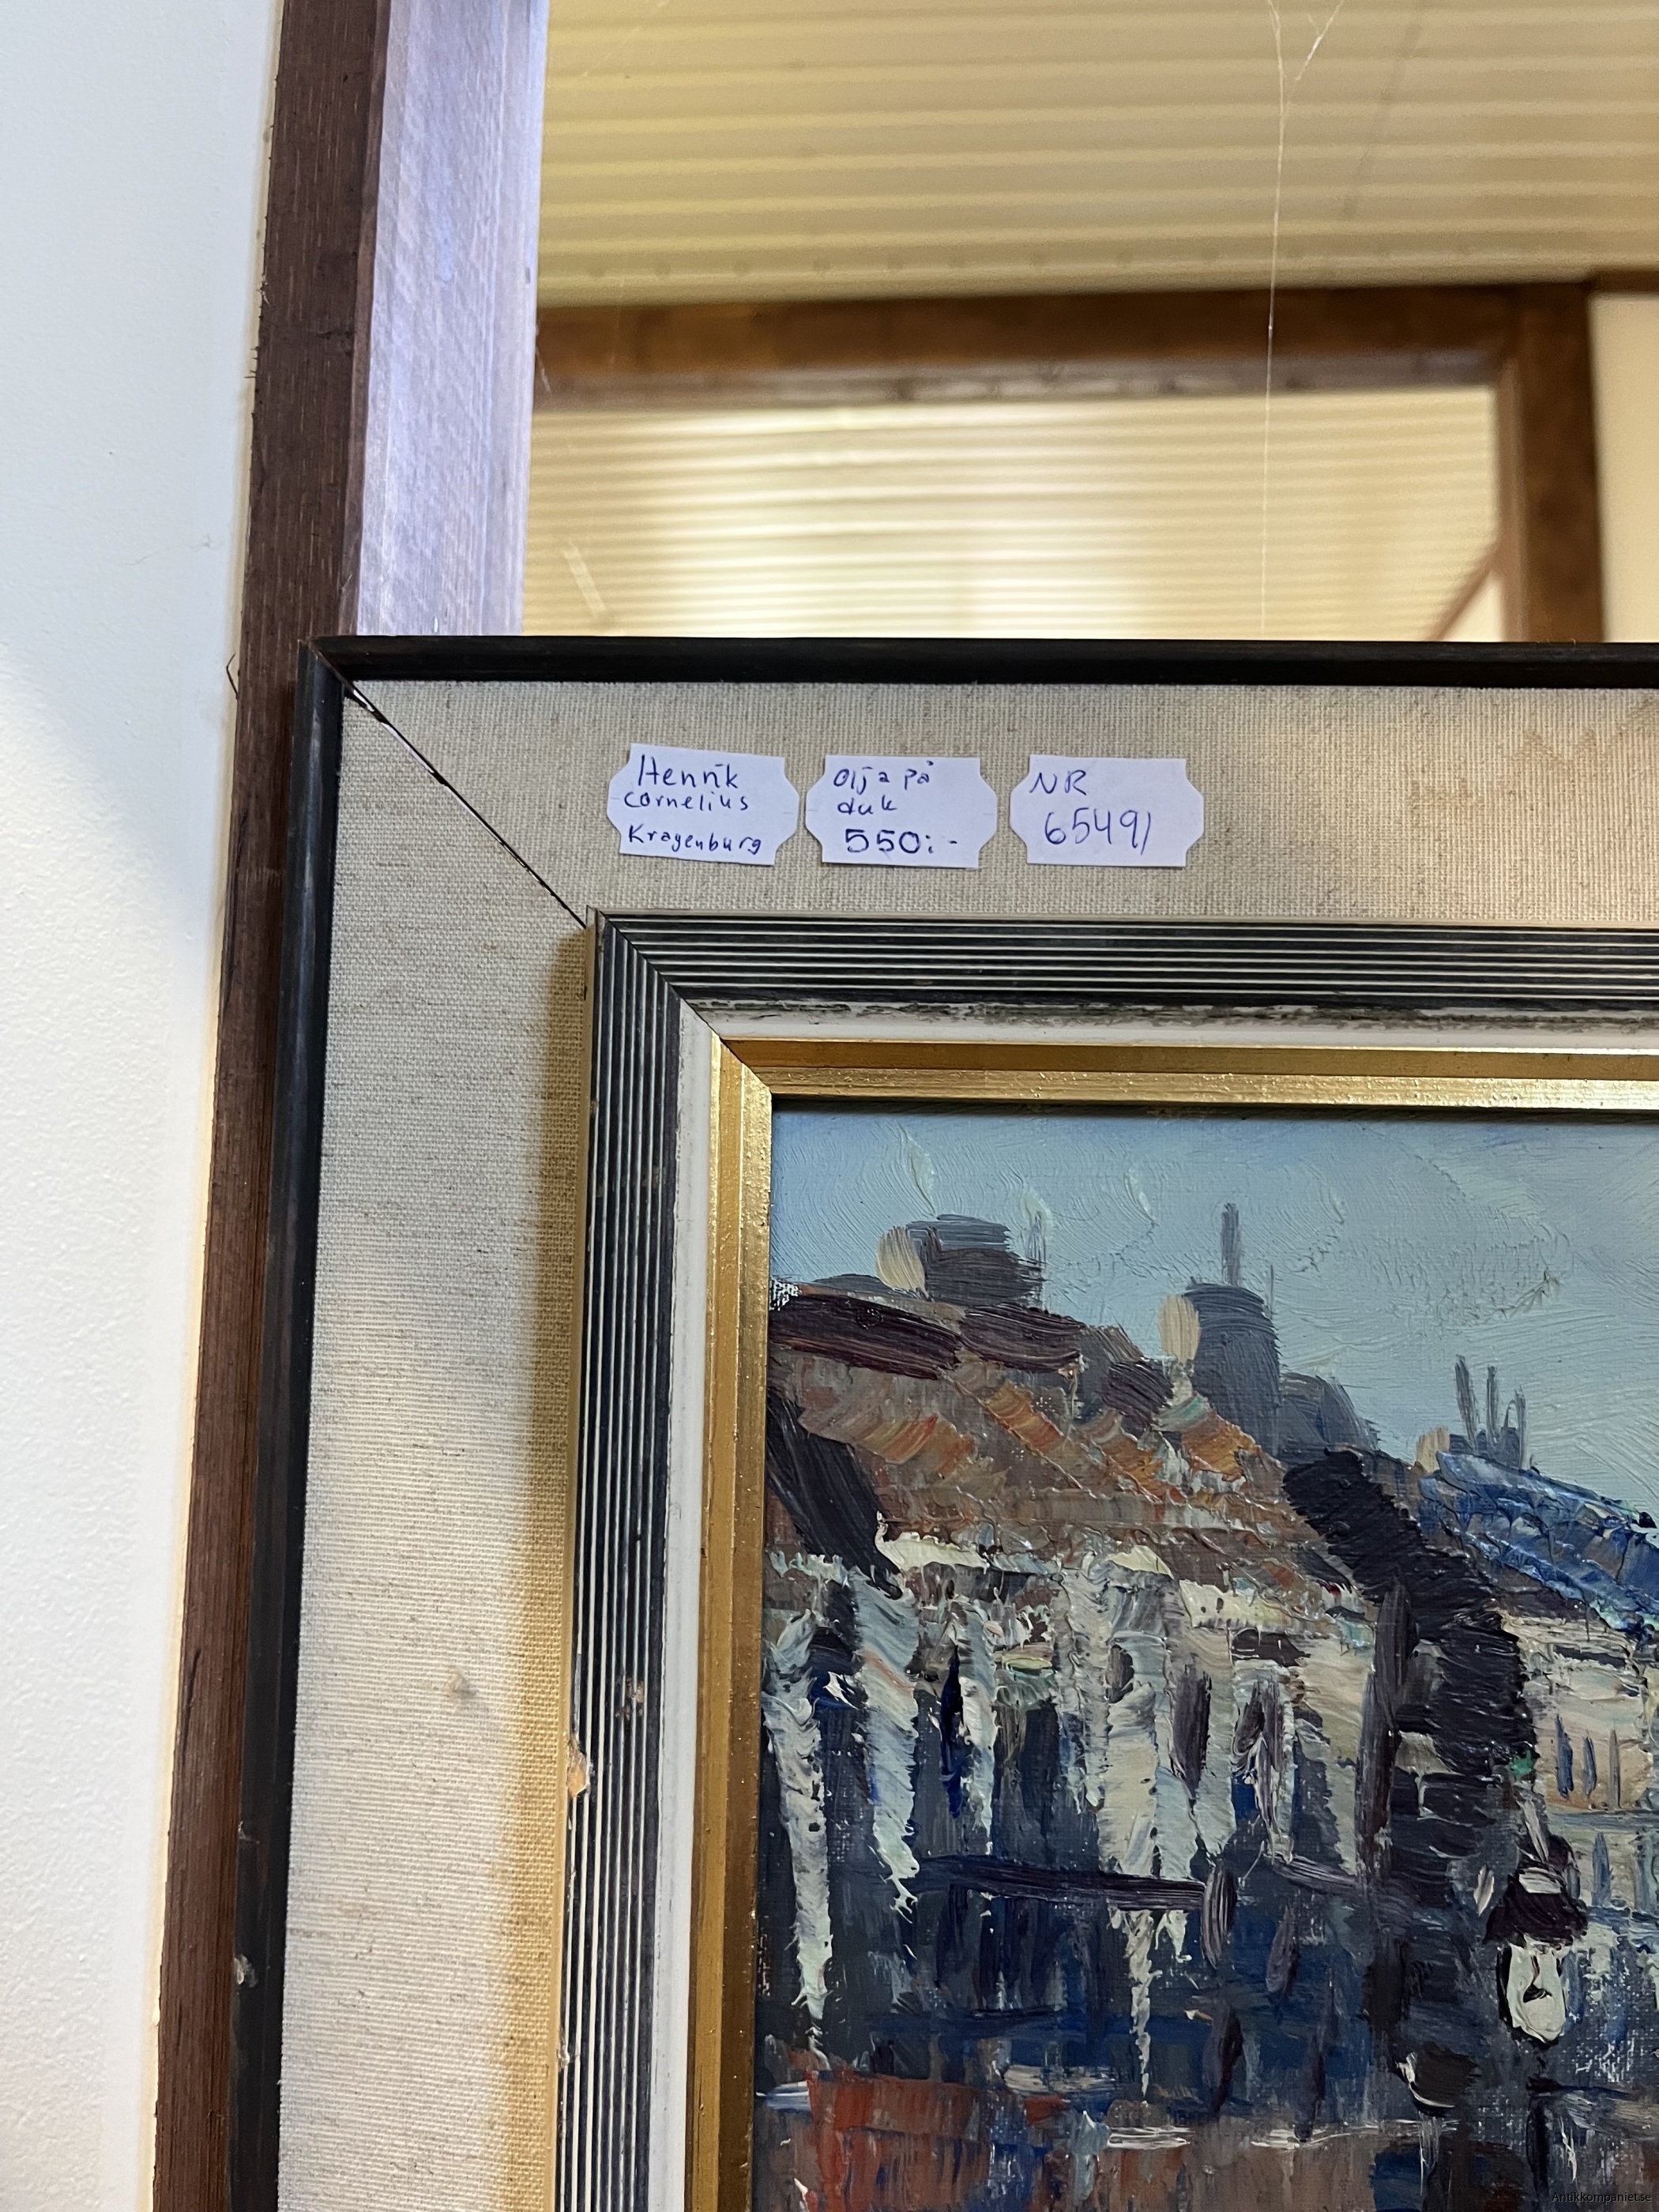 Henrik
cornelius
Kragenburg
Olja på
duk
550:-
NR
65491
Antikkompaniet.se